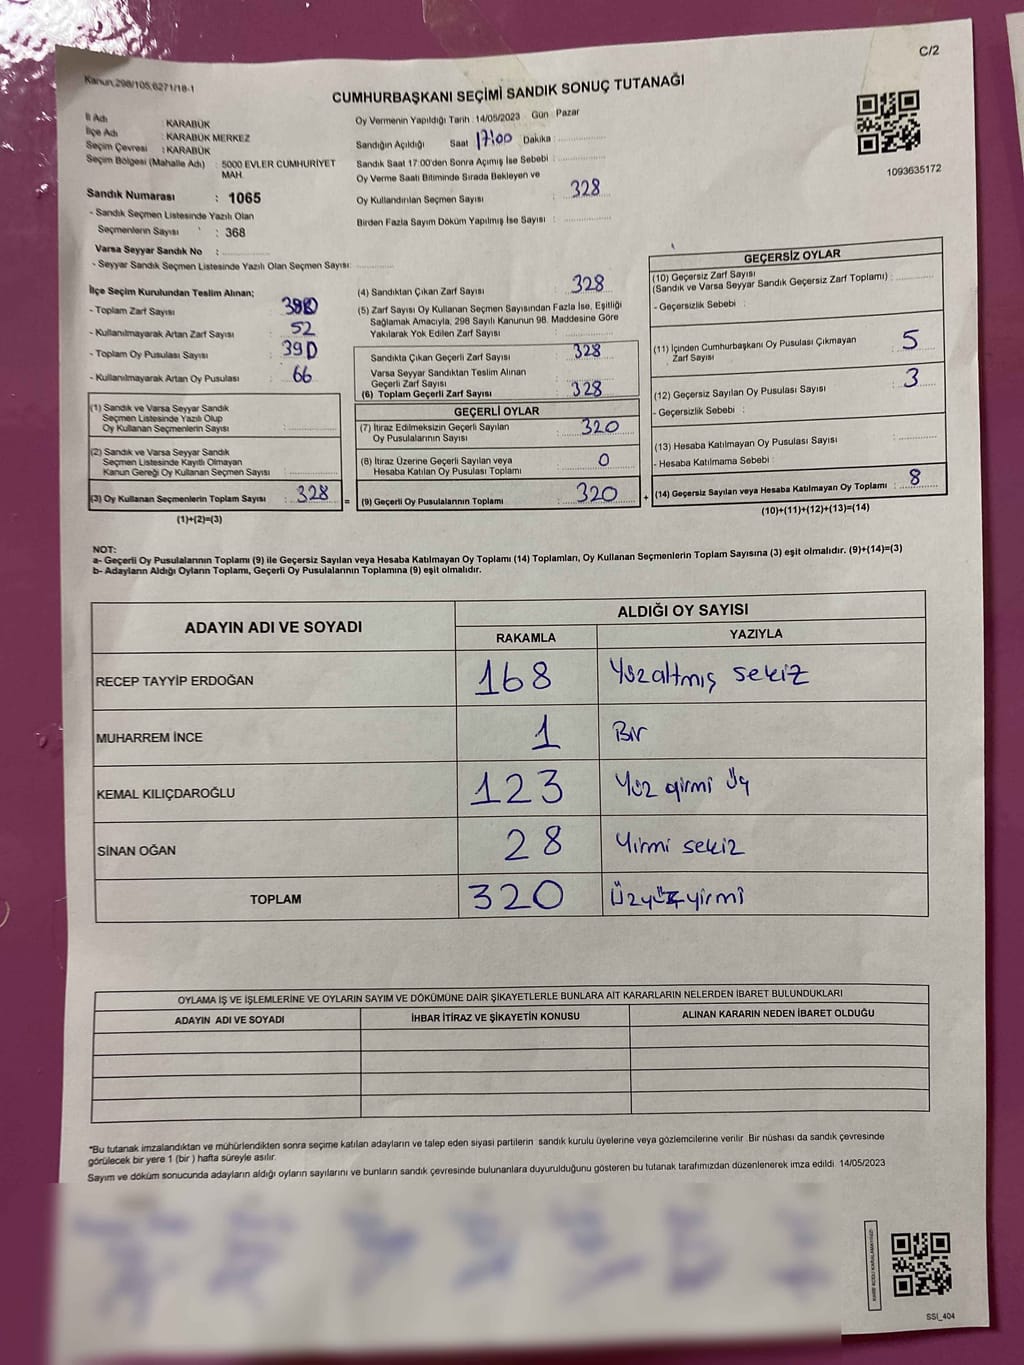 C/2
Kanun,298/105,6271/18-1
CUMHURBAŞKANI SEÇİMİ SANDIK SONUÇ TUTANAĞI
İl Adı : KARABÜK
İlçe Adı : KARABÜK MERKEZ
Seçim Çevresi : KARABÜK
Seçim Bölgesi (Mahalle Adı) : 5000 EVLER CUMHURİYET
MAH.
Sandık Numarası : 1065
- Sandık Seçmen Listesinde Yazılı Olan
Seçmenlerin Sayısı : 368
Varsa Seyyar Sandık No :
- Seyyar Sandık Seçmen Listesinde Yazılı Olan Seçmen Sayısı:
Oy Vermenin Yapıldığı Tarih : 14/05/2023 Gün : Pazar
Sandığın Açıldığı Saat 17:00 Dakika
Sandık Saat 17:00'den Sonra Açımış İse Sebebi :
Oy Verme Saati Bitiminde Sırada Bekleyen ve
Oy Kullandırılan Seçmen Sayısı : 328
Birden Fazla Sayım Döküm Yapılmış İse Sayısı :
1093635172
İlçe Seçim Kurulundan Teslim Alınan;
- Toplam Zarf Sayısı :
- Kullanılmayarak Artan Zarf Sayısı : 52
- Toplam Oy Pusulası Sayısı : 390
- Kullanılmayarak Artan Oy Pusulası : 66
(1) Sandık ve Varsa Seyyar Sandık
Seçmen Listesinde Yazılı Olup
Oy Kullanan Seçmenlerin Sayısı :
(2) Sandık ve Varsa Seyyar Sandık
Seçmen Listesinde Kayıtlı Olmayan
Kanun Gereği Oy Kullanan Seçmen Sayısı :
(3) Oy Kullanan Seçmenlerin Toplam Sayısı : 328
(1)+(2)=(3)
=
(4) Sandıktan Çıkan Zarf Sayısı : 328
(5) Zarf Sayısı Oy Kullanan Seçmen Sayısından Fazla İse, Eşitliği
Sağlamak Amacıyla, 298 Sayılı Kanunun 98. Maddesine Göre
Yakılarak Yok Edilen Zarf Sayısı :
Sandıkta Çıkan Geçerli Zarf Sayısı : 328
Varsa Seyyar Sandıktan Teslim Alınan
Geçerli Zarf Sayısı :
(6) Toplam Geçerli Zarf Sayısı : 328
GEÇERLİ OYLAR
(7) İtiraz Edilmeksizin Geçerli Sayılan
Oy Pusulalarının Sayısı : 320
(8) İtiraz Üzerine Geçerli Sayılan veya
Hesaba Katılan Oy Pusulası Toplamı : 0
(9) Geçerli Oy Pusulalarının Toplamı : 320
+
GEÇERSİZ OYLAR
(10) Geçersiz Zarf Sayısı
(Sandık ve Varsa Seyyar Sandık Geçersiz Zarf Toplamı) :
- Geçersizlik Sebebi :
(11) İçinden Cumhurbaşkanı Oy Pusulası Çıkmayan
Zarf Sayısı : 5
(12) Geçersiz Sayılan Oy Pusulası Sayısı : 3
- Geçersizlik Sebebi :
(13) Hesaba Katılmayan Oy Pusulası Sayısı :
- Hesaba Katılmama Sebebi :
(14) Geçersiz Sayılan veya Hesaba Katılmayan Oy Toplamı : 8
(10)+(11)+(12)+(13)=(14)
NOT:
a- Geçerli Oy Pusulalarının Toplamı (9) ile Geçersiz Sayılan veya Hesaba Katılmayan Oy Toplamı (14) Toplamları, Oy Kullanan Seçmenlerin Toplam Sayısına (3) eşit olmalıdır. (9)+(14)=(3)
b- Adayların Aldığı Oyların Toplamı, Geçerli Oy Pusulalarının Toplamına (9) eşit olmalıdır.
ADAYIN ADI VE SOYADI
ALDIĞI OY SAYISI
RAKAMLA YAZIYLA
RECEP TAYYİP ERDOĞAN 168 Yüzaltmış sekiz
MUHARREM İNCE 1 Bir
KEMAL KILIÇDAROĞLU 123 Yüz yirmi üç
SİNAN OĞAN 28 Yirmi sekiz
TOPLAM 320 Üzyüzyirmi
OYLAMA İŞ VE İŞLEMLERİNE VE OYLARIN SAYIM VE DÖKÜMÜNE DAİR ŞİKAYETLERLE BUNLARA AİT KARARLARIN NELERDEN İBARET BULUNDUKLARI
ADAYIN ADI VE SOYADI İHBAR İTİRAZ VE ŞİKAYETİN KONUSU ALINAN KARARIN NEDEN İBARET OLDUĞU
*Bu tutanak imzalandıktan ve mühürlendikten sonra seçime katılan adayların ve talep eden siyasi partilerin sandık kurulu üyelerine veya gözlemcilerine verilir. Bir nüshası da sandık çevresinde
görülecek bir yere 1 (bir ) hafta süreyle asılır.
Sayım ve döküm sonucunda adayların aldığı oyların sayılarını ve bunların sandık çevresinde bulunanlara duyurulduğunu gösteren bu tutanak tarafımızdan düzenlenerek imza edildi. 14/05/2023
KARE KODU KARALAMAYINIZ!
SSI_404